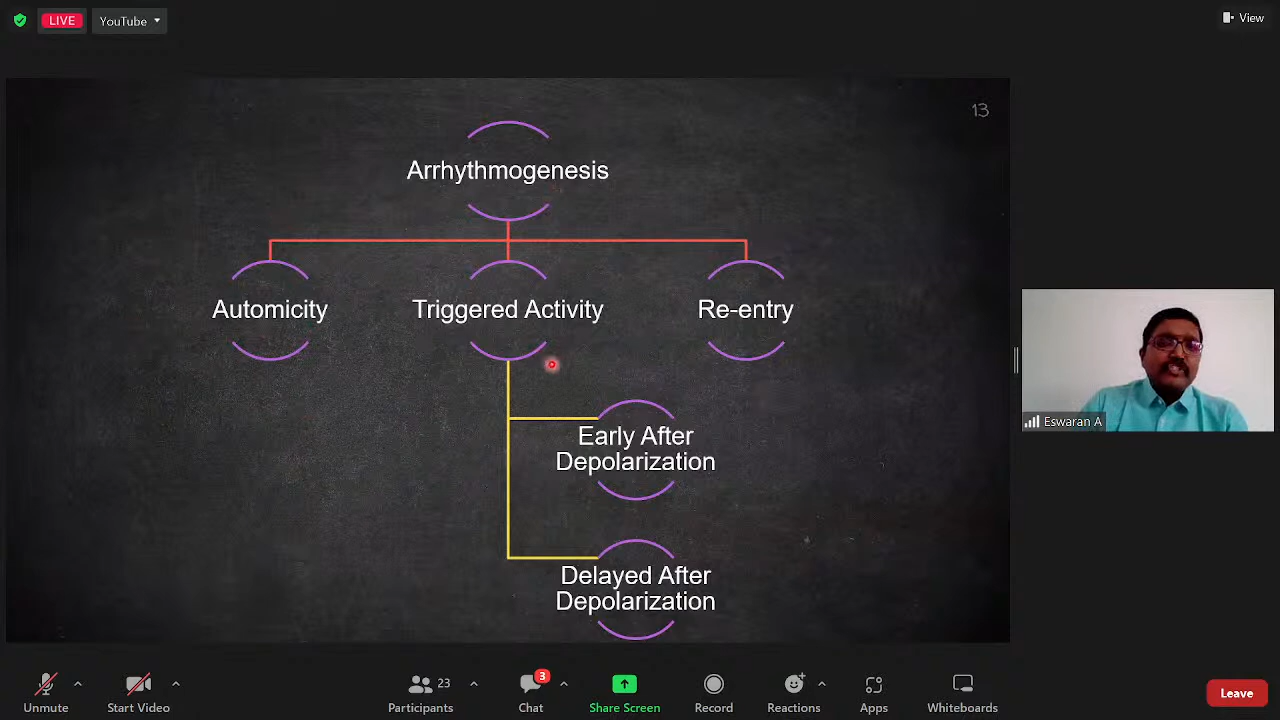 LIVE
YouTube
View
13
Arrhythmogenesis
Automicity
Triggered Activity
Re-entry
Early After
Depolarization
Delayed After
Depolarization
Eswaran A
Unmute
Start Video
23
Participants
3
Chat
Share Screen
Record
Reactions
Apps
Whiteboards
Leave